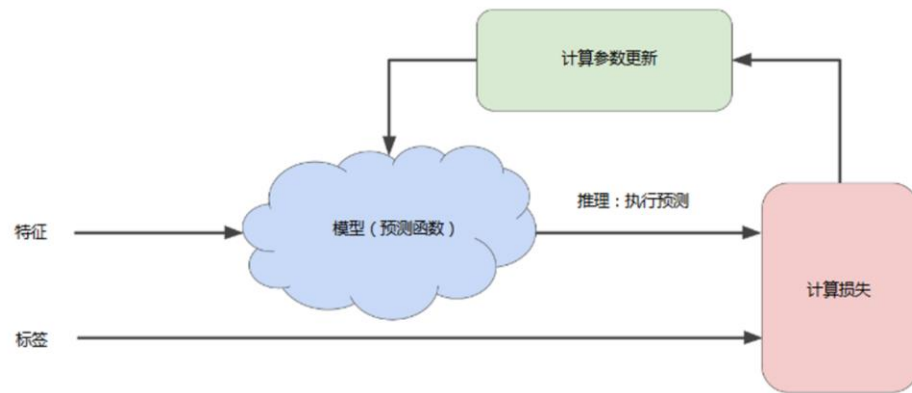 计算参数更新
推理：执行预测
特征
模型（预测函数）
计算损失
标签